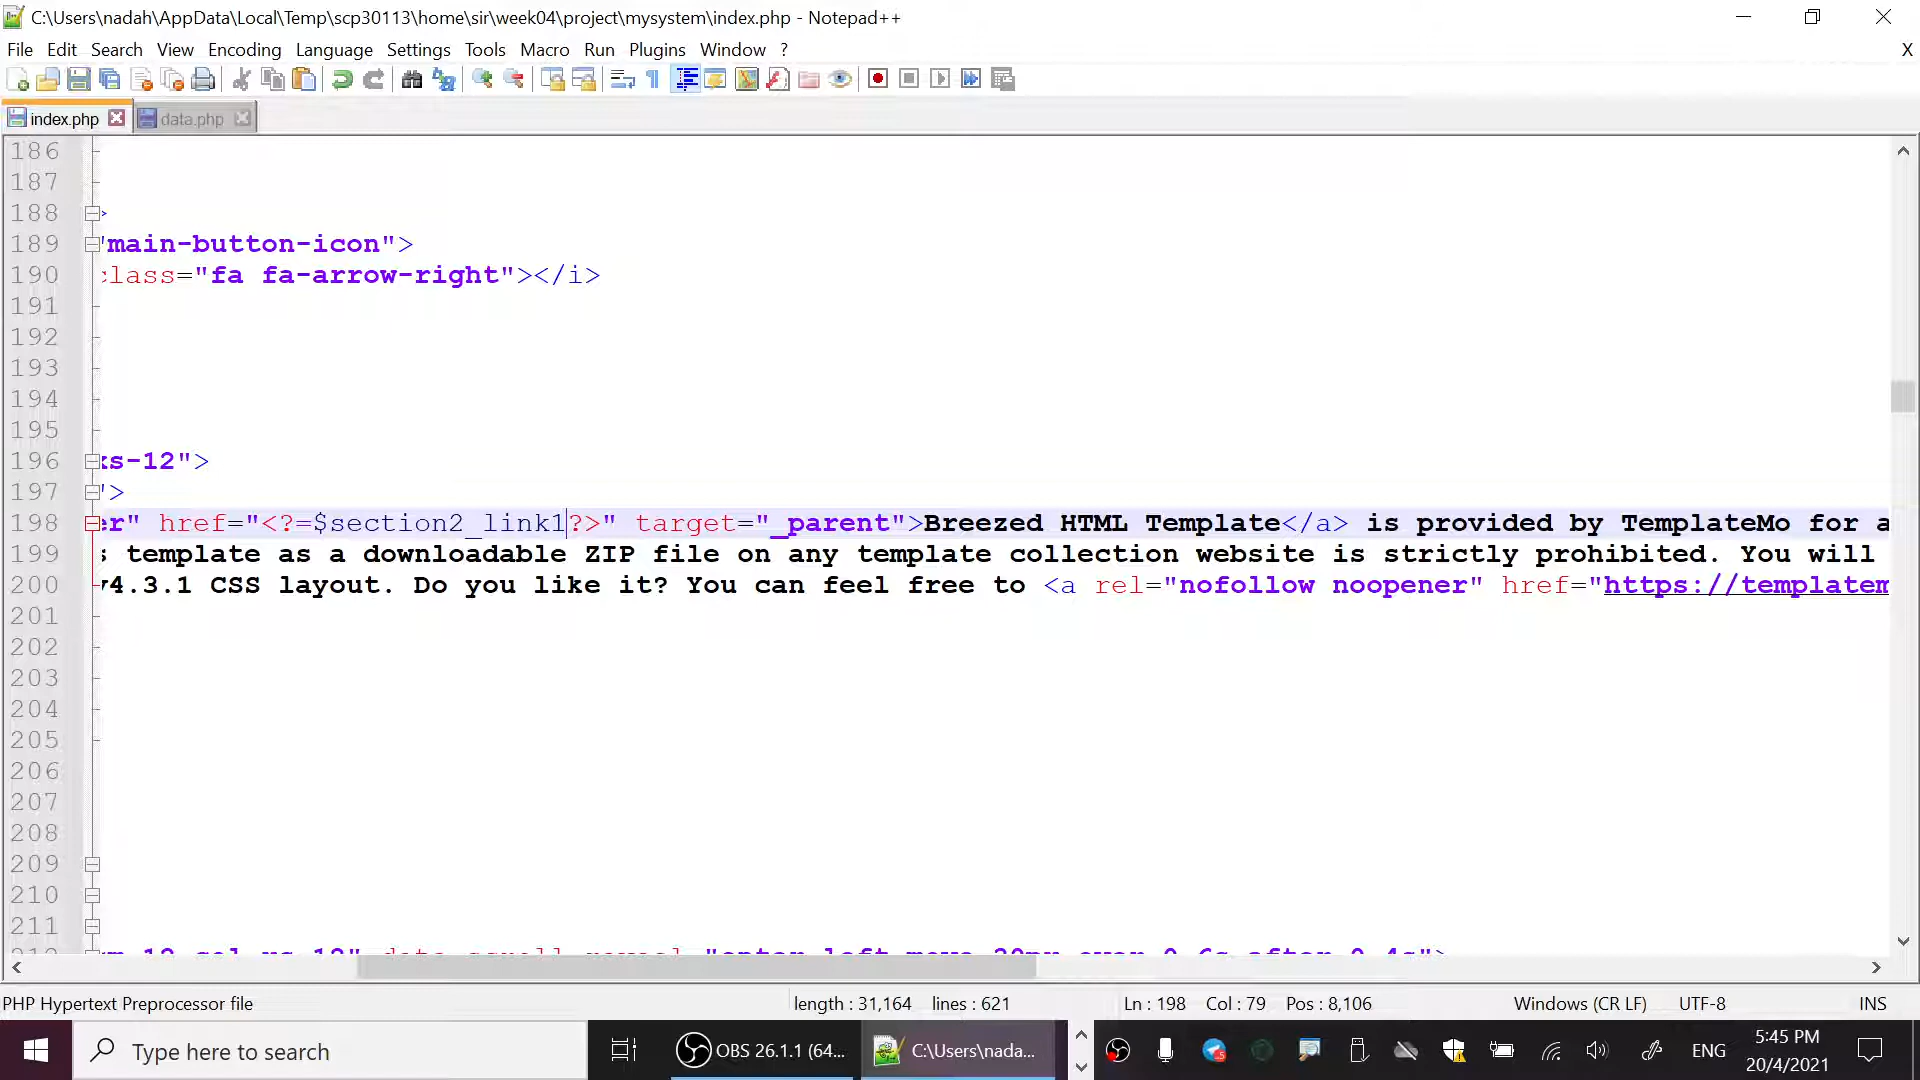 C:\Users\nadah\AppData\Local\Temp\scp30113\home\sir\week04\project\mysystem\index.php - Notepad++
File Edit Search View Encoding Language Settings Tools Macro Run Plugins Window ? X
index.php data.php
186
187
188 >
189 "main-button-icon">
190 class="fa fa-arrow-right"></i>
191
192
193
194
195
196 ks-12">
197 ">
198 er" href="<?=$section2_link1?>" target="_parent">Breezed HTML Template</a> is provided by TemplateMo for a
199 s template as a downloadable ZIP file on any template collection website is strictly prohibited. You will
200 v4.3.1 CSS layout. Do you like it? You can feel free to <a rel="nofollow noopener" href="https://templatem
201
202
203
204
205
206
207
208
209
210
211
PHP Hypertext Preprocessor file length : 31,164 lines : 621 Ln : 198 Col : 79 Pos : 8,106 Windows (CR LF) UTF-8 INS
Type here to search OBS 26.1.1 (64... C:\Users\nada... ENG 5:45 PM
20/4/2021